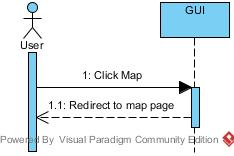 GUI
User
1: Click Map
1.1: Redirect to map page
Powered By Visual Paradigm Community Edition